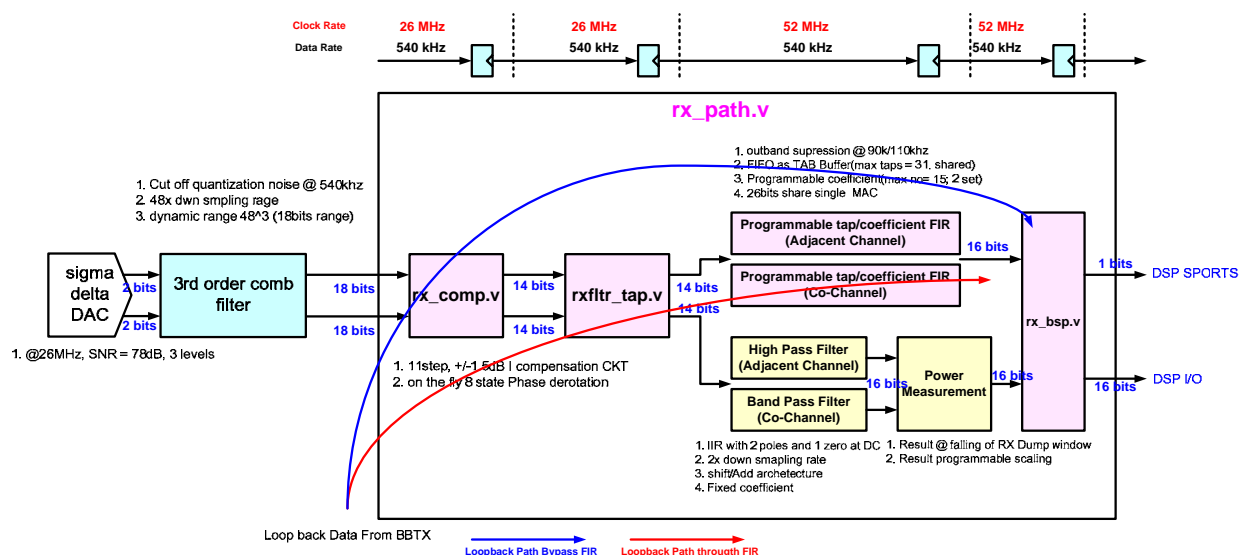 Clock Rate
26 MHz
26 MHz
52 MHz
52 MHz
Data Rate
540 kHz
540 kHz
540 kHz
540 kHz
rx_path.v
1. outband supression @ 90k/110khz
2. FIFO as TAB Buffer(max taps = 31, shared)
3. Programmable coefficient(max no= 15; 2 set)
4. 26bits share single MAC
1. Cut off quantization noise @ 540khz
2. 48x dwn smpling rage
3. dynamic range 48^3 (18bits range)
Programmable tap/coefficient FIR
(Adjacent Channel)
16 bits
sigma
delta
DAC
2 bits
2 bits
3rd order comb
filter
18 bits
18 bits
rx_comp.v
14 bits
14 bits
rxfltr_tap.v
14 bits
14 bits
Programmable tap/coefficient FIR
(Co-Channel)
rx_bsp.v
1 bits
DSP SPORTS
1. @26MHz, SNR = 78dB, 3 levels
1. 11step, +/-1.5dB I compensation CKT
2. on the fly 8 state Phase derotation
High Pass Filter
(Adjacent Channel)
16 bits
Band Pass Filter
(Co-Channel)
Power
Measurement
16 bits
16 bits
DSP I/O
1. IIR with 2 poles and 1 zero at DC
2. 2x down smapling rate
3. shift/Add archetecture
4. Fixed coefficient
1. Result @ falling of RX Dump window
2. Result programmable scaling
Loop back Data From BBTX
Loopback Path Bypass FIR
Loopback Path through FIR